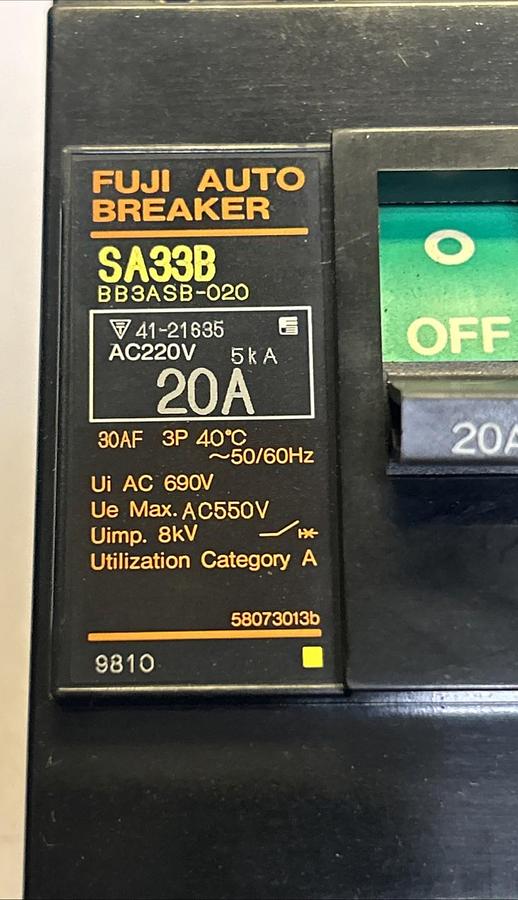 FUJI AUTO
BREAKER
SA33B
BB3ASB-020
41-21635
AC220V 5kA
20A
30AF 3P 40°C
~50/60Hz
Ui AC 690V
Ue Max. AC550V
Uimp. 8kV
Utilization Category A
58073013b
9810
O
OFF
20A